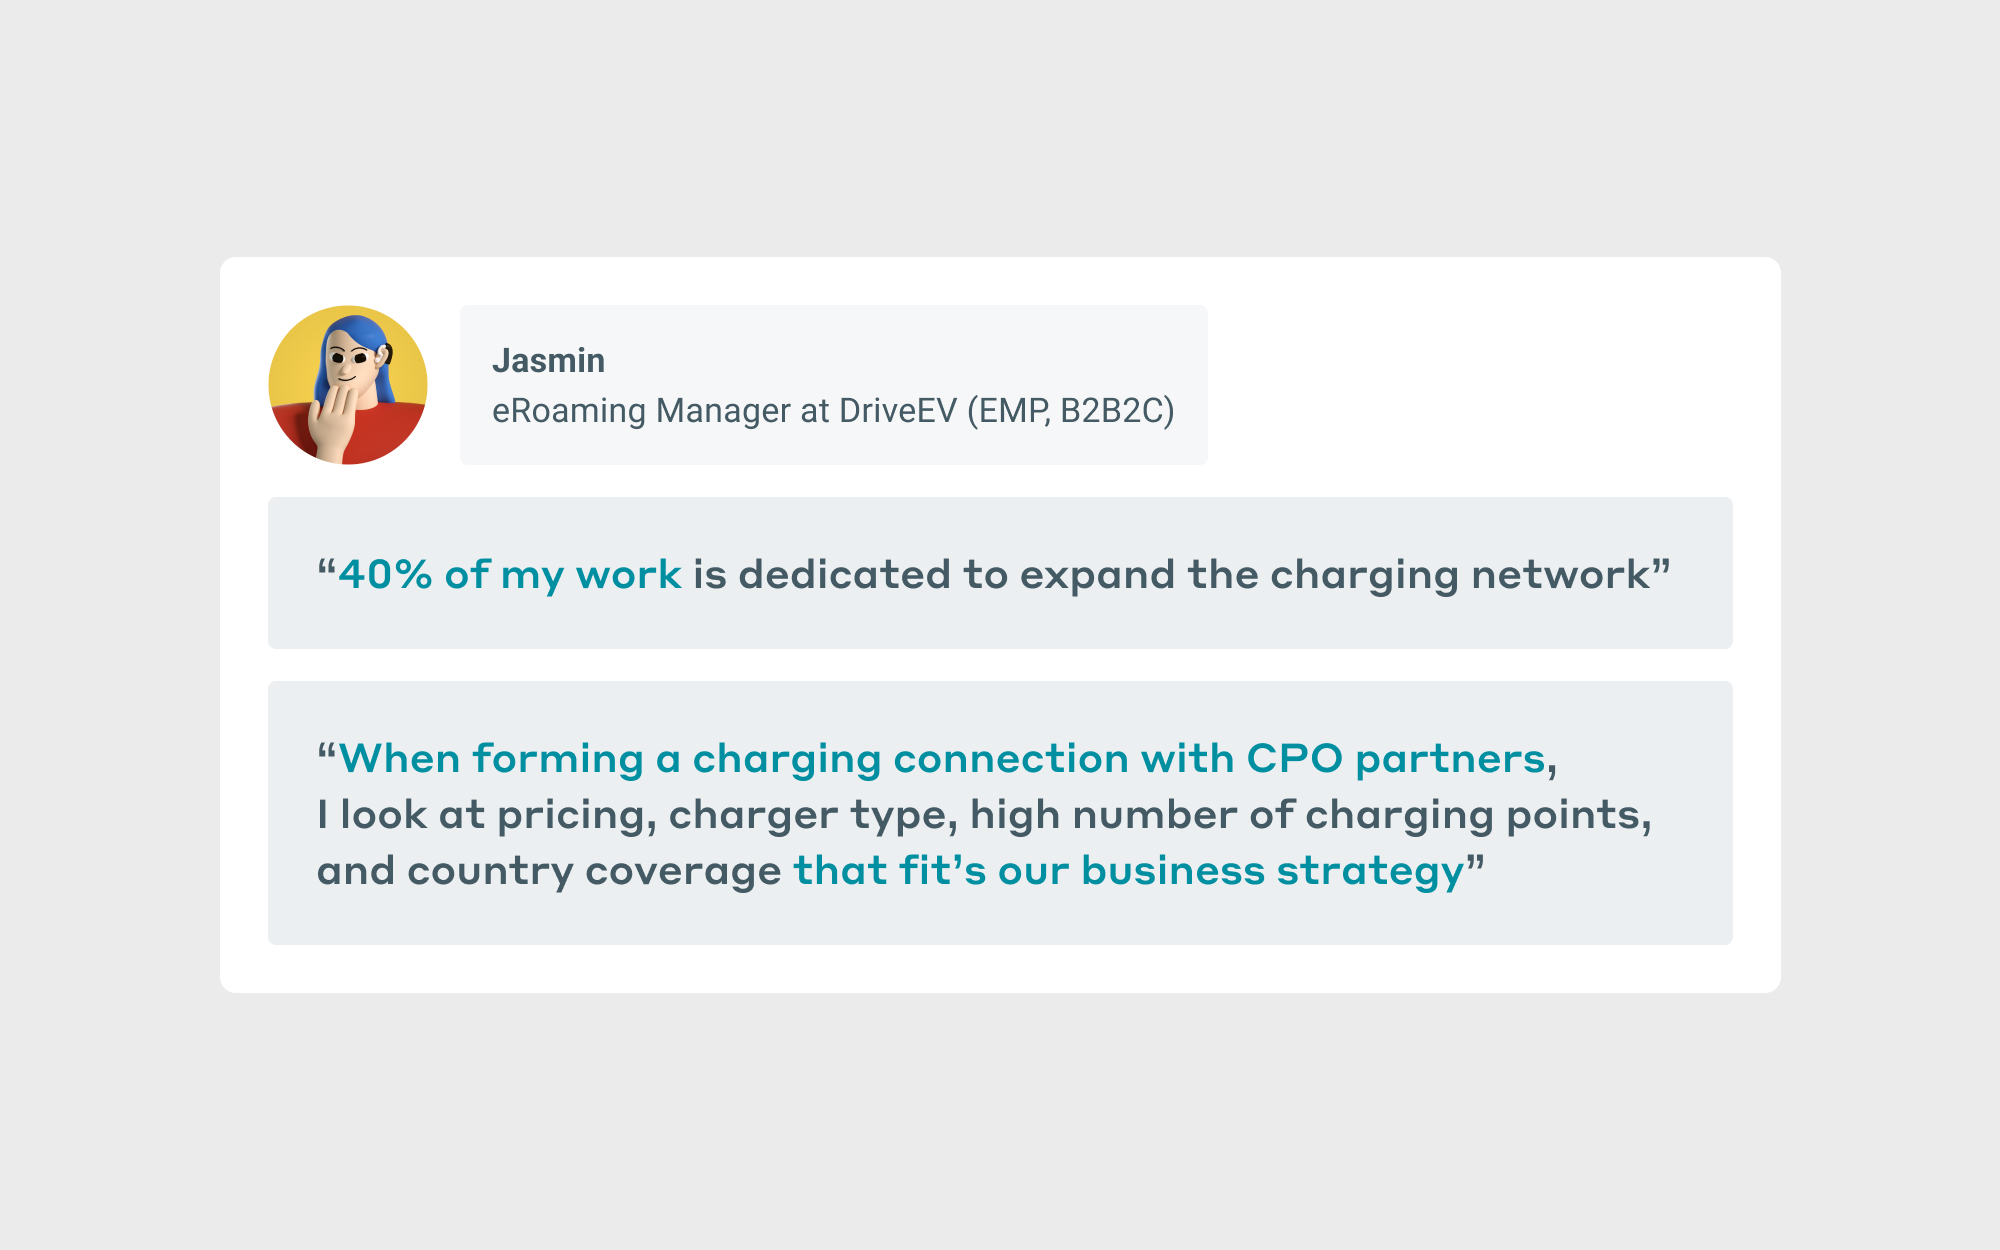 Jasmin
eRoaming Manager at DriveEV (EMP, B2B2C)
“40% of my work is dedicated to expand the charging network”
“When forming a charging connection with CPO partners,
I look at pricing, charger type, high number of charging points,
and country coverage that fit’s our business strategy”